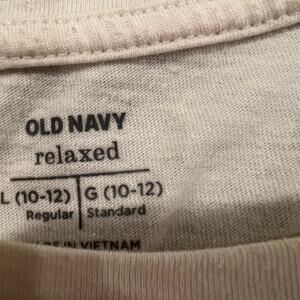 OLD NAVY
relaxed
L (10-12) G (10-12)
Regular Standard
IN VIETNAM